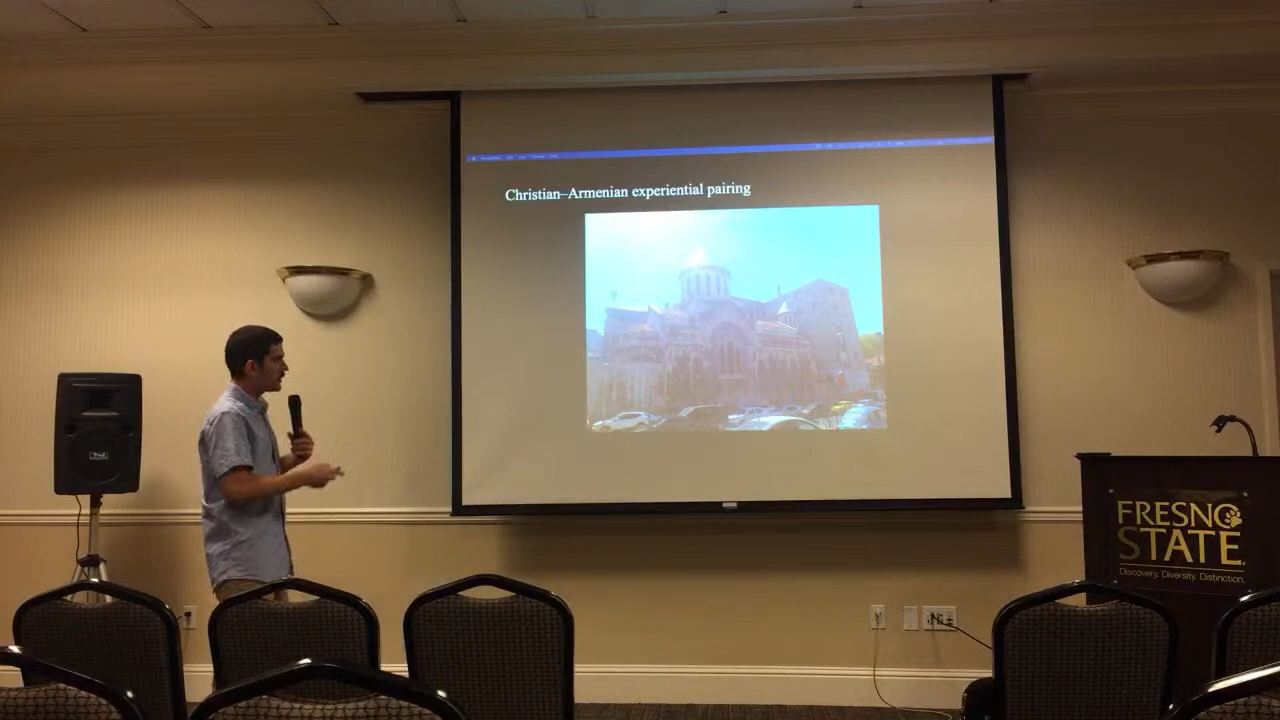 Christian–Armenian experiential pairing
FRESNO
STATE
Discovery. Diversity. Distinction.